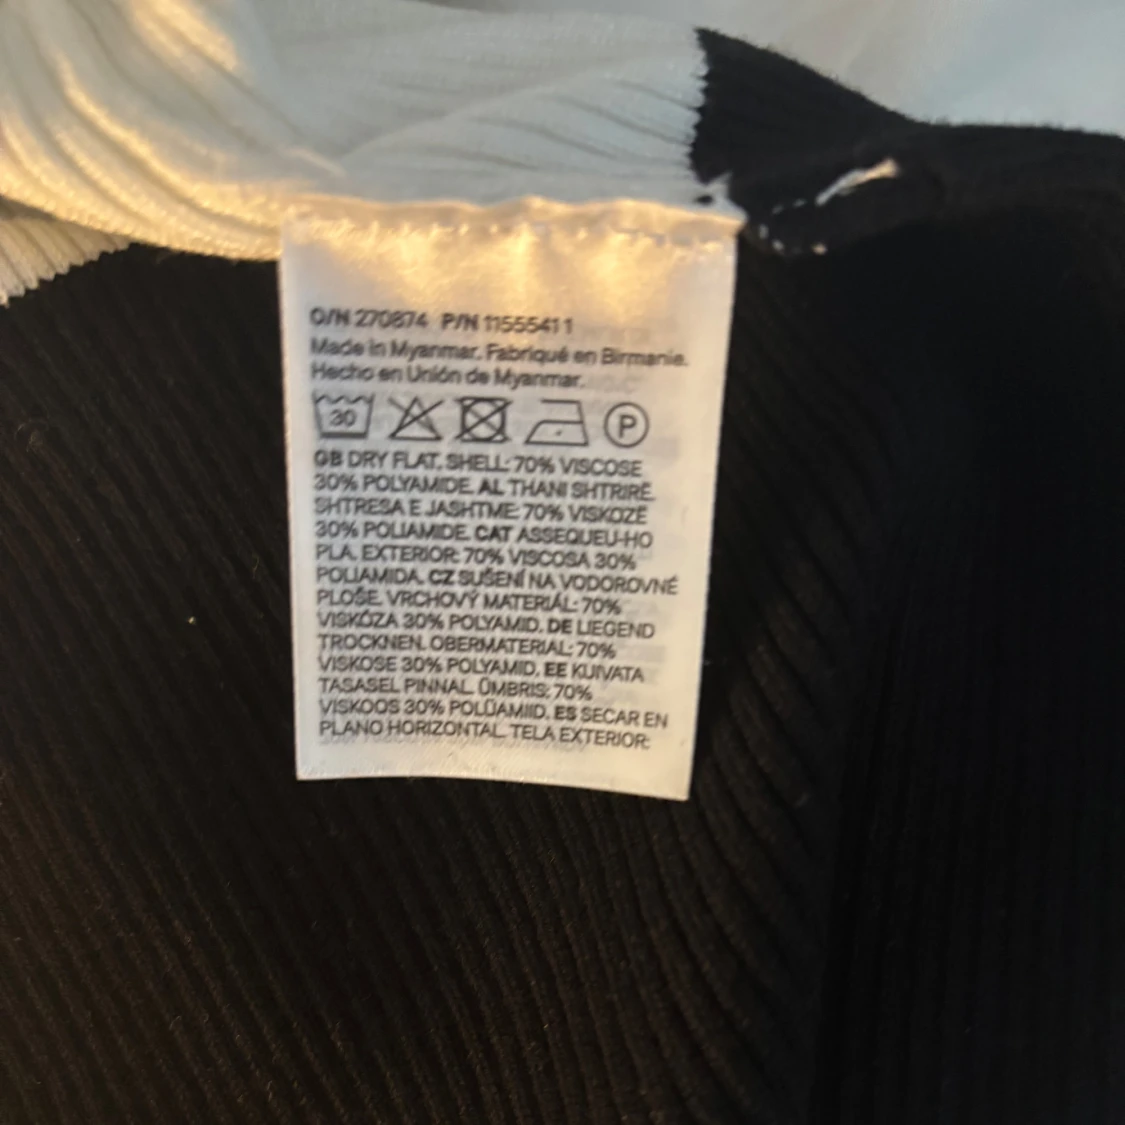 O/N 270874 P/N 1155541 1
Made in Myanmar. Fabriqué en Birmanie.
Hecho en Unión de Myanmar.
30 P
GB DRY FLAT. SHELL: 70% VISCOSE
30% POLYAMIDE. AL THANI SHTRIRË.
SHTRESA E JASHTME: 70% VISKOZË
30% POLIAMIDE. CAT ASSEQUEU-HO
PLA. EXTERIOR: 70% VISCOSA 30%
POLIAMIDA. CZ SUŠENÍ NA VODOROVNÉ
PLOŠE. VRCHOVÝ MATERIÁL: 70%
VISKÓZA 30% POLYAMID. DE LIEGEND
TROCKNEN. OBERMATERIAL: 70%
VISKOSE 30% POLYAMID. EE KUIVATA
TASASEL PINNAL. ÜMBRIS: 70%
VISKOOS 30% POLÜAMIID. ES SECAR EN
PLANO HORIZONTAL. TELA EXTERIOR: